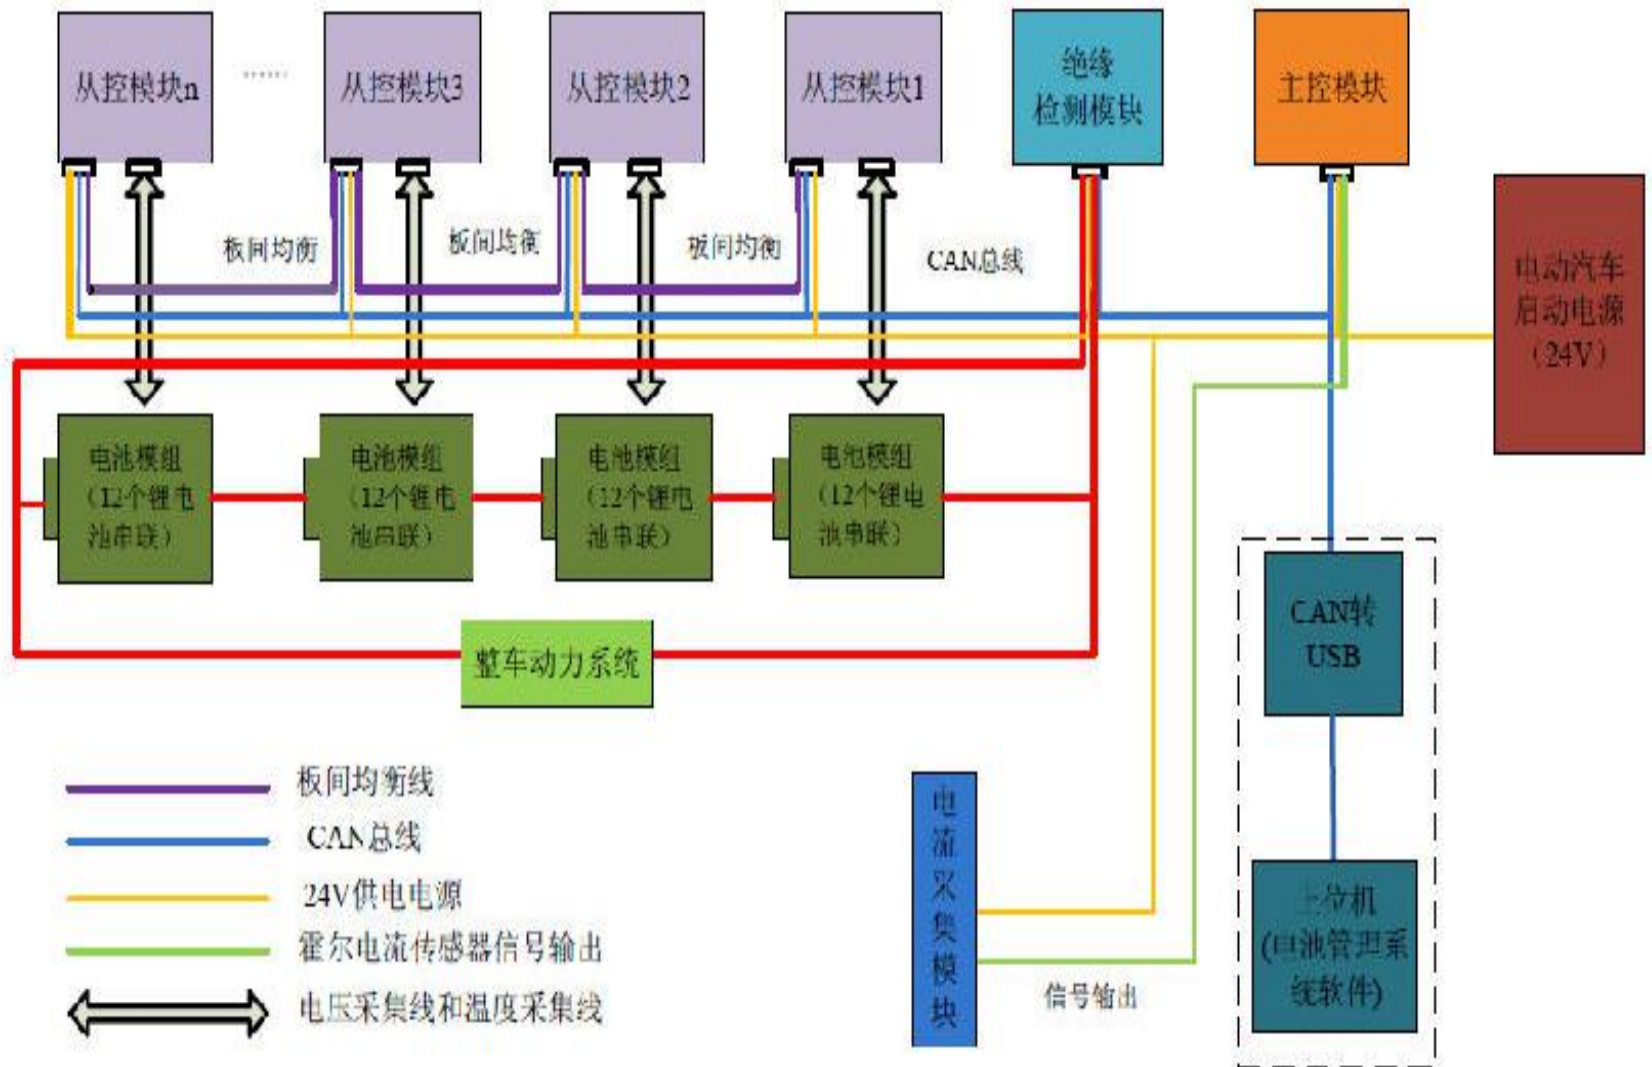 从控模块n
......
从控模块3
从控模块2
从控模块1
绝缘
检测模块
主控模块
板间均衡
板间均衡
板间均衡
CAN总线
电动汽车
启动电源
（24V）
电池模组
（12个锂电
池串联）
电池模组
（12个锂电
池串联）
电池模组
（12个锂电
池串联）
电池模组
（12个锂电
池串联）
CAN转
USB
整车动力系统
板间均衡线
CAN总线
24V供电电源
霍尔电流传感器信号输出
电压采集线和温度采集线
电
流
采
集
模
块
信号输出
上位机
(电池管理系
统软件)